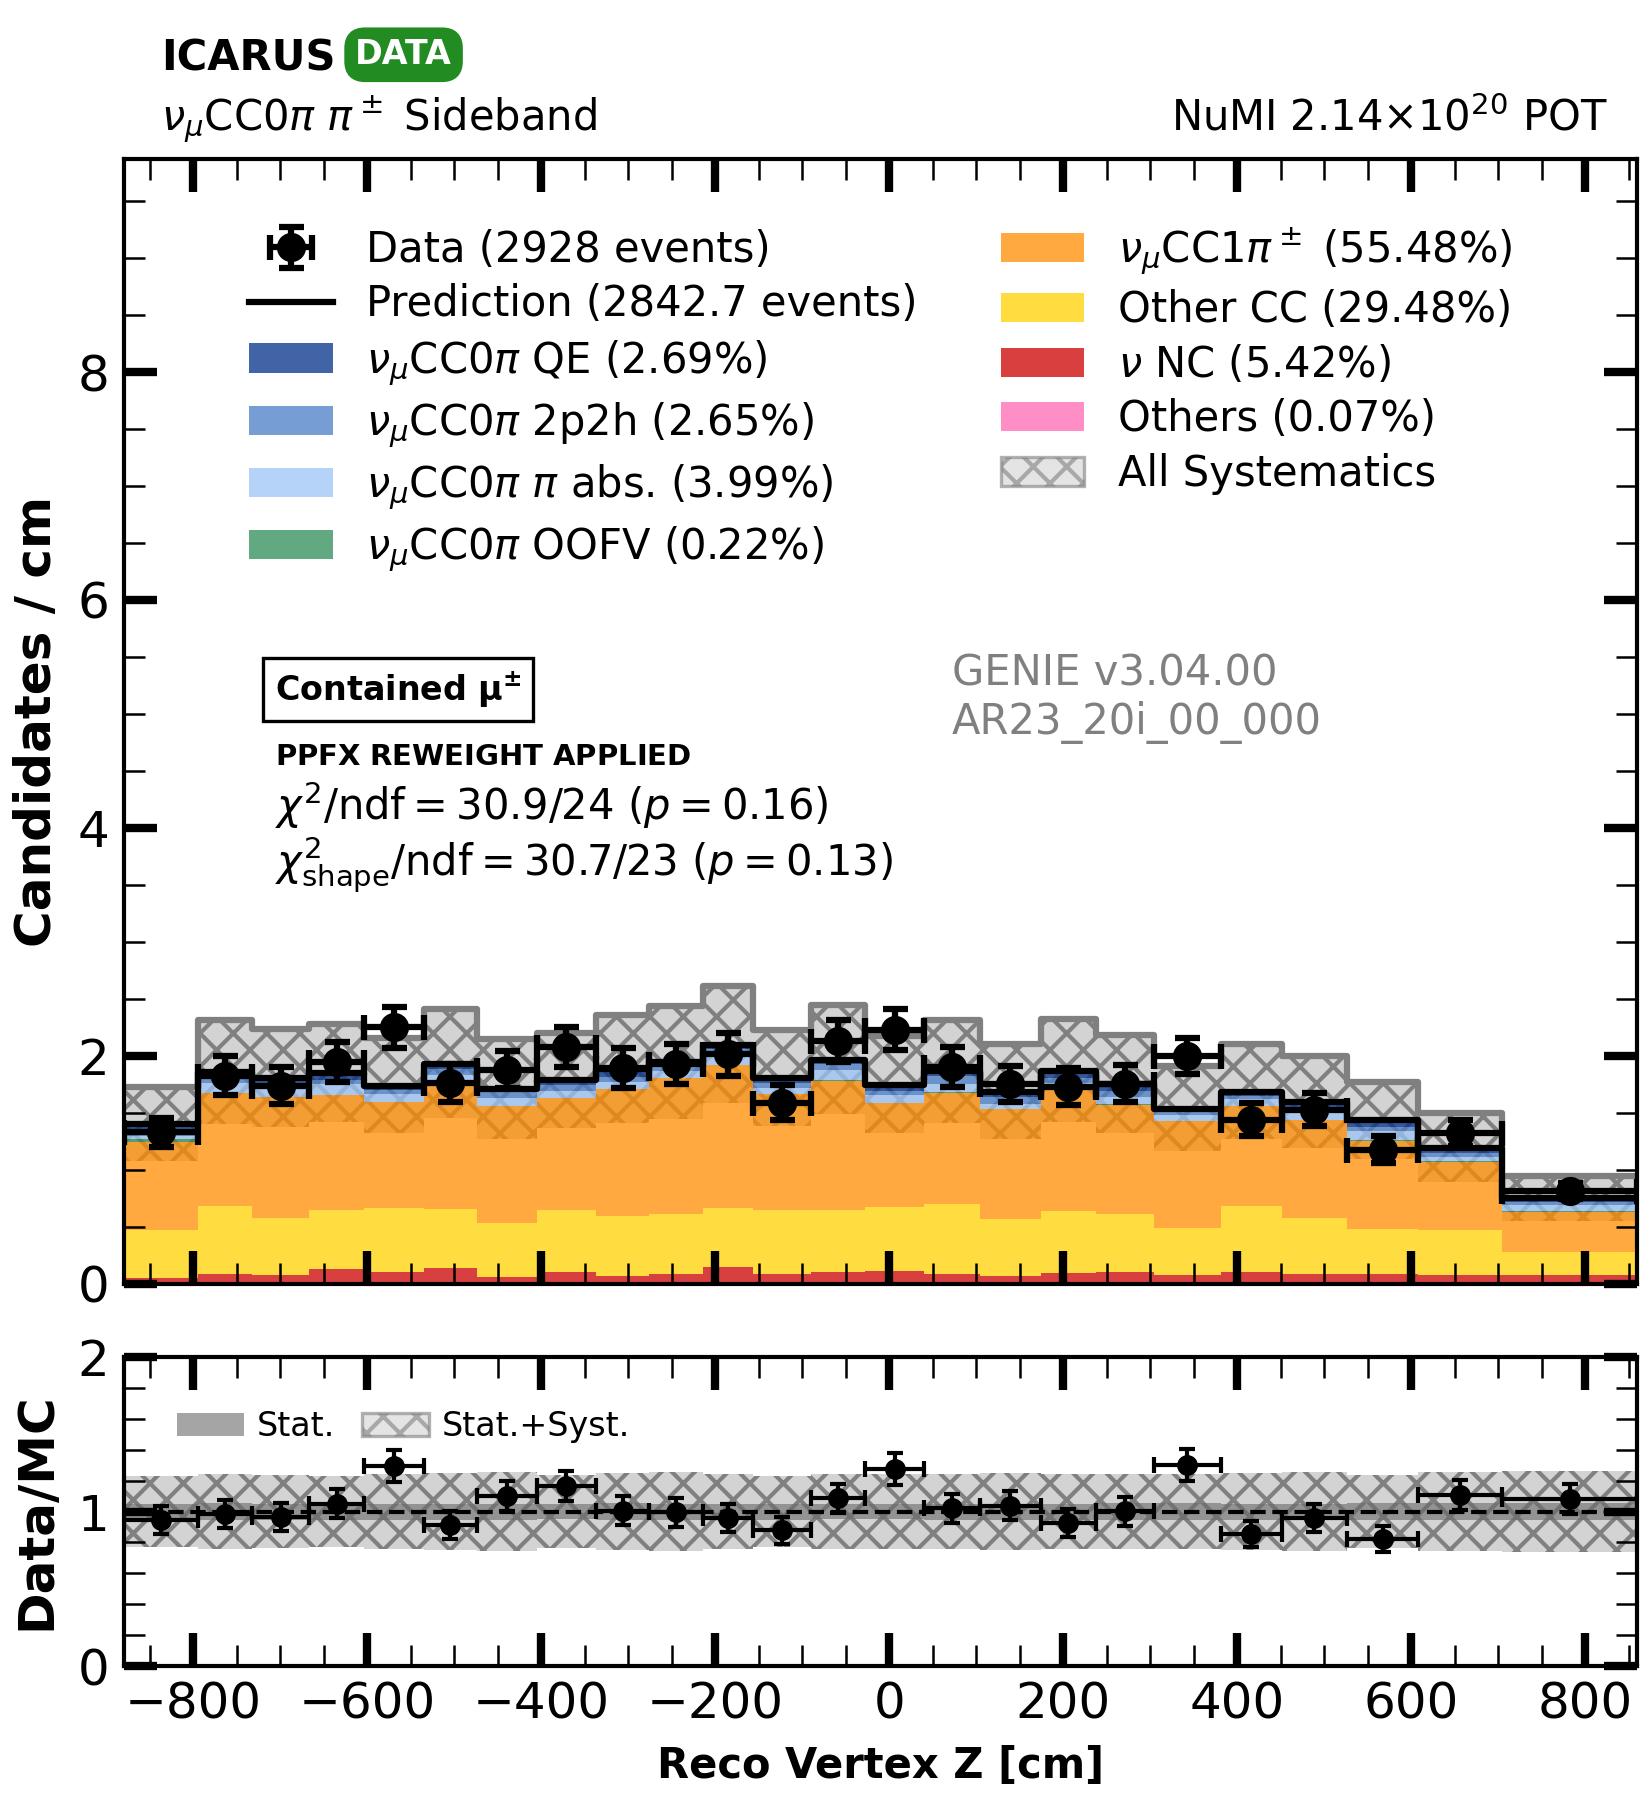 ICARUS DATA
νμCC0π π± Sideband
NuMI 2.14×10²⁰ POT
Data (2928 events)
Prediction (2842.7 events)
νμCC0π QE (2.69%)
νμCC0π 2p2h (2.65%)
νμCC0π π abs. (3.99%)
νμCC0π OOFV (0.22%)
νμCC1π± (55.48%)
Other CC (29.48%)
ν NC (5.42%)
Others (0.07%)
All Systematics
Contained μ±
PPFX REWEIGHT APPLIED
χ²/ndf = 30.9/24 (p = 0.16)
χ²shape/ndf = 30.7/23 (p = 0.13)
GENIE v3.04.00
AR23_20i_00_000
Candidates / cm
8
6
4
2
0
Stat.
Stat.+Syst.
Data/MC
2
1
0
−800 −600 −400 −200 0 200 400 600 800
Reco Vertex Z [cm]